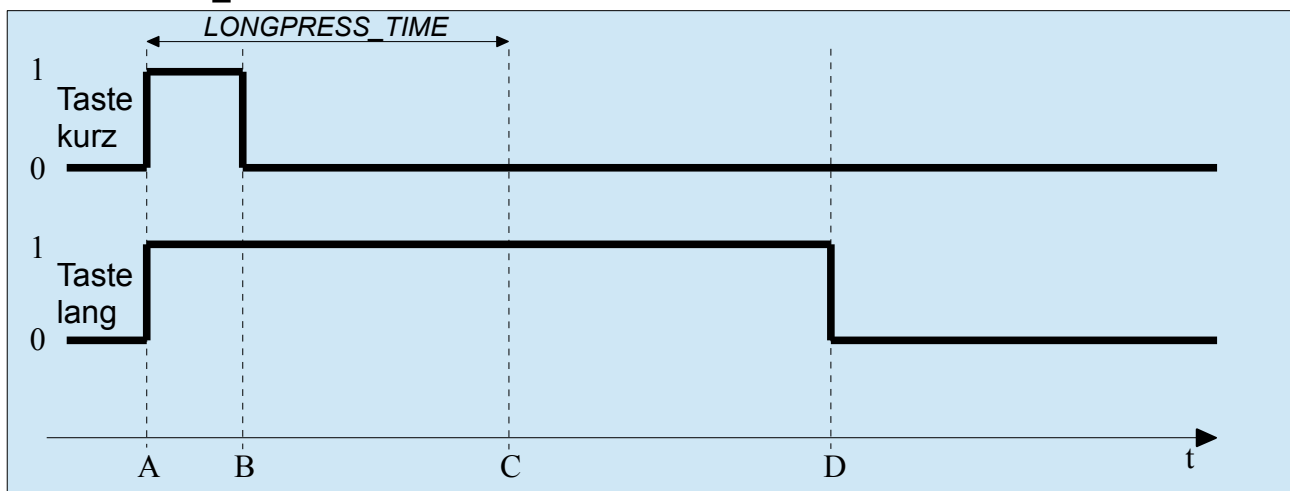 LONGPRESS_TIME
1
Taste
kurz
0
1
Taste
lang
0
A B C D t